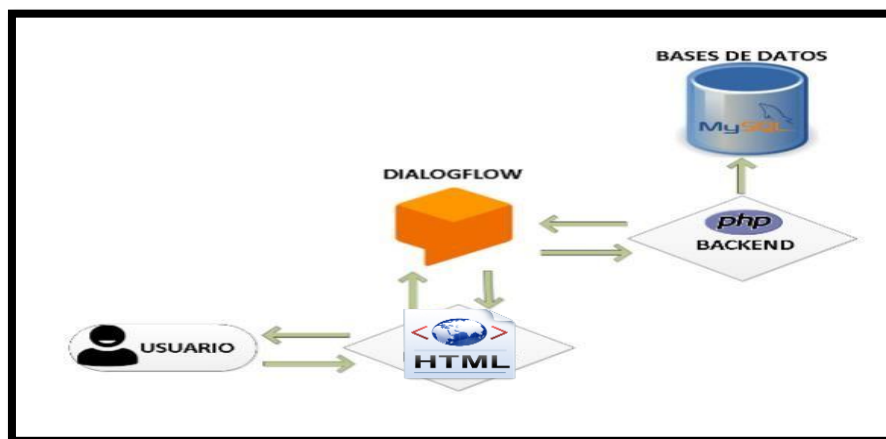 BASES DE DATOS
MySQL
DIALOGFLOW
php
BACKEND
< >
HTML
USUARIO